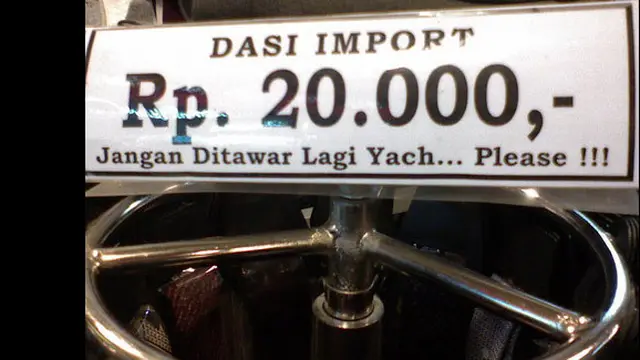 DASI IMPORT
Rp. 20.000,-
Jangan Ditawar Lagi Yach... Please !!!